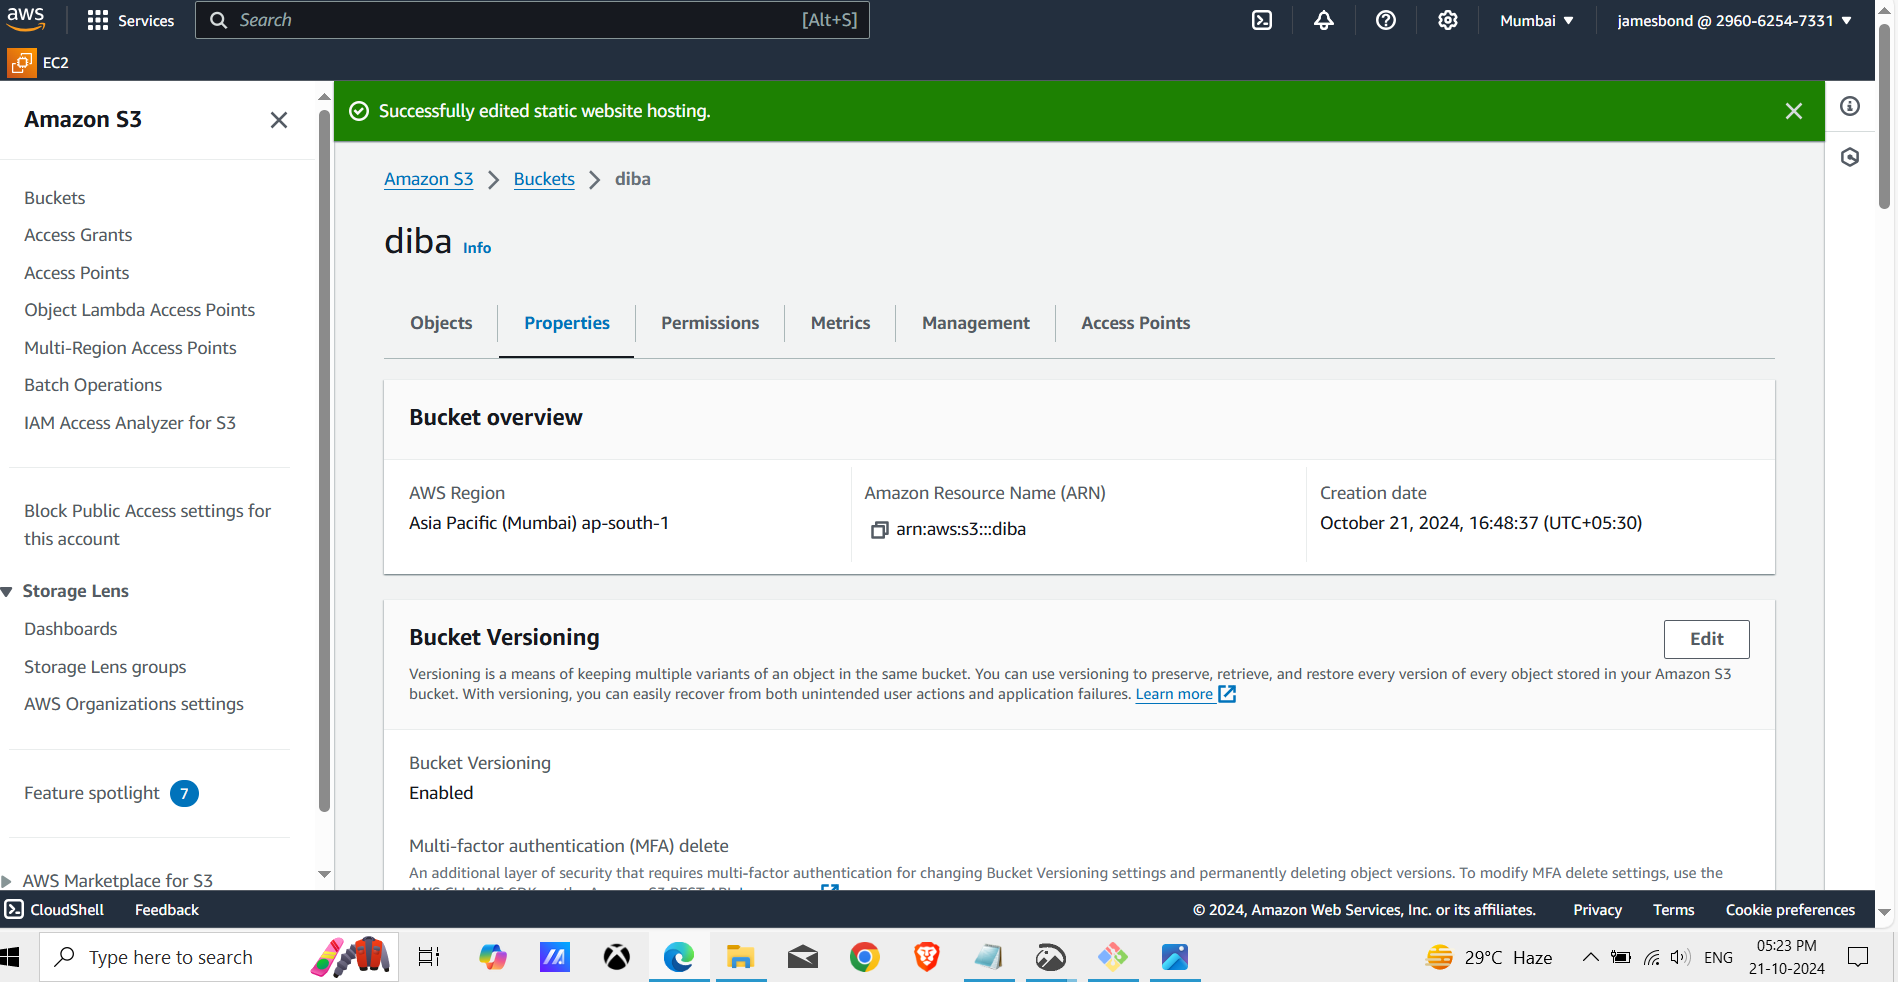 aws
Services
Search
[Alt+S]
Mumbai ▼
jamesbond @ 2960-6254-7331 ▼
EC2
Amazon S3
Buckets
Access Grants
Access Points
Object Lambda Access Points
Multi-Region Access Points
Batch Operations
IAM Access Analyzer for S3
Block Public Access settings for
this account
Storage Lens
Dashboards
Storage Lens groups
AWS Organizations settings
Feature spotlight 7
AWS Marketplace for S3
Successfully edited static website hosting.
Amazon S3 > Buckets > diba
diba Info
Objects
Properties
Permissions
Metrics
Management
Access Points
Bucket overview
AWS Region
Asia Pacific (Mumbai) ap-south-1
Amazon Resource Name (ARN)
arn:aws:s3:::diba
Creation date
October 21, 2024, 16:48:37 (UTC+05:30)
Bucket Versioning
Edit
Versioning is a means of keeping multiple variants of an object in the same bucket. You can use versioning to preserve, retrieve, and restore every version of every object stored in your Amazon S3
bucket. With versioning, you can easily recover from both unintended user actions and application failures. Learn more
Bucket Versioning
Enabled
Multi-factor authentication (MFA) delete
An additional layer of security that requires multi-factor authentication for changing Bucket Versioning settings and permanently deleting object versions. To modify MFA delete settings, use the
CloudShell
Feedback
© 2024, Amazon Web Services, Inc. or its affiliates.
Privacy
Terms
Cookie preferences
Type here to search
29°C Haze
ENG
05:23 PM
21-10-2024